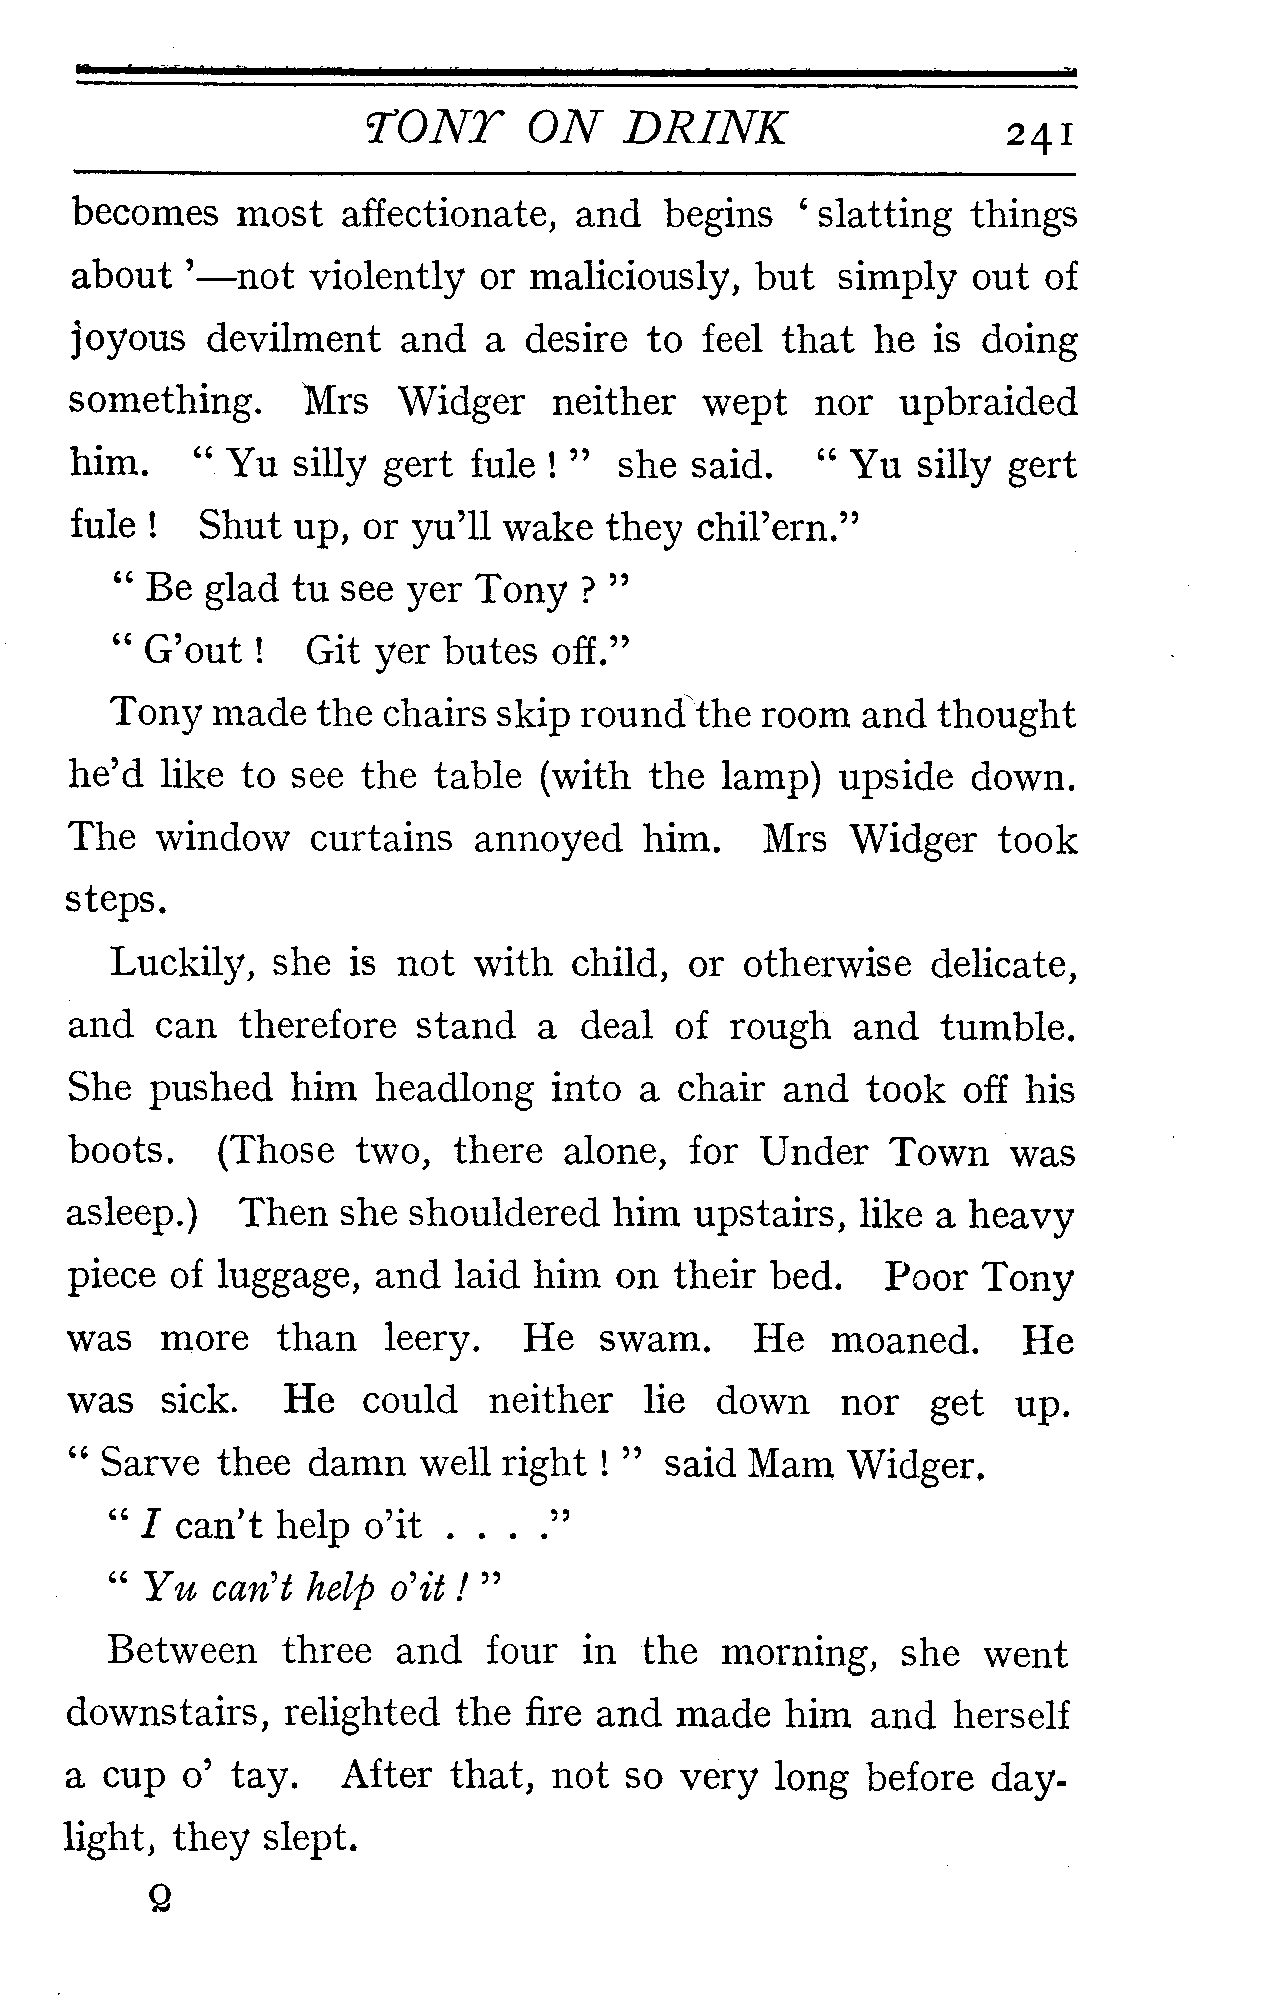 TONY ON DRINK 241
becomes most affectionate, and begins ‘ slatting things
about ’—not violently or maliciously, but simply out of
joyous devilment and a desire to feel that he is doing
something. Mrs Widger neither wept nor upbraided
him. “ Yu silly gert fule ! ” she said. “ Yu silly gert
fule ! Shut up, or yu’ll wake they chil’ern.”
“ Be glad tu see yer Tony ? ”
“ G’out ! Git yer butes off.”
Tony made the chairs skip round the room and thought
he’d like to see the table (with the lamp) upside down.
The window curtains annoyed him. Mrs Widger took
steps.
Luckily, she is not with child, or otherwise delicate,
and can therefore stand a deal of rough and tumble.
She pushed him headlong into a chair and took off his
boots. (Those two, there alone, for Under Town was
asleep.) Then she shouldered him upstairs, like a heavy
piece of luggage, and laid him on their bed. Poor Tony
was more than leery. He swam. He moaned. He
was sick. He could neither lie down nor get up.
“ Sarve thee damn well right ! ” said Mam Widger.
“ I can’t help o’it . . . .”
“ Yu can’t help o’it ! ”
Between three and four in the morning, she went
downstairs, relighted the fire and made him and herself
a cup o’ tay. After that, not so very long before day-
light, they slept.
Q